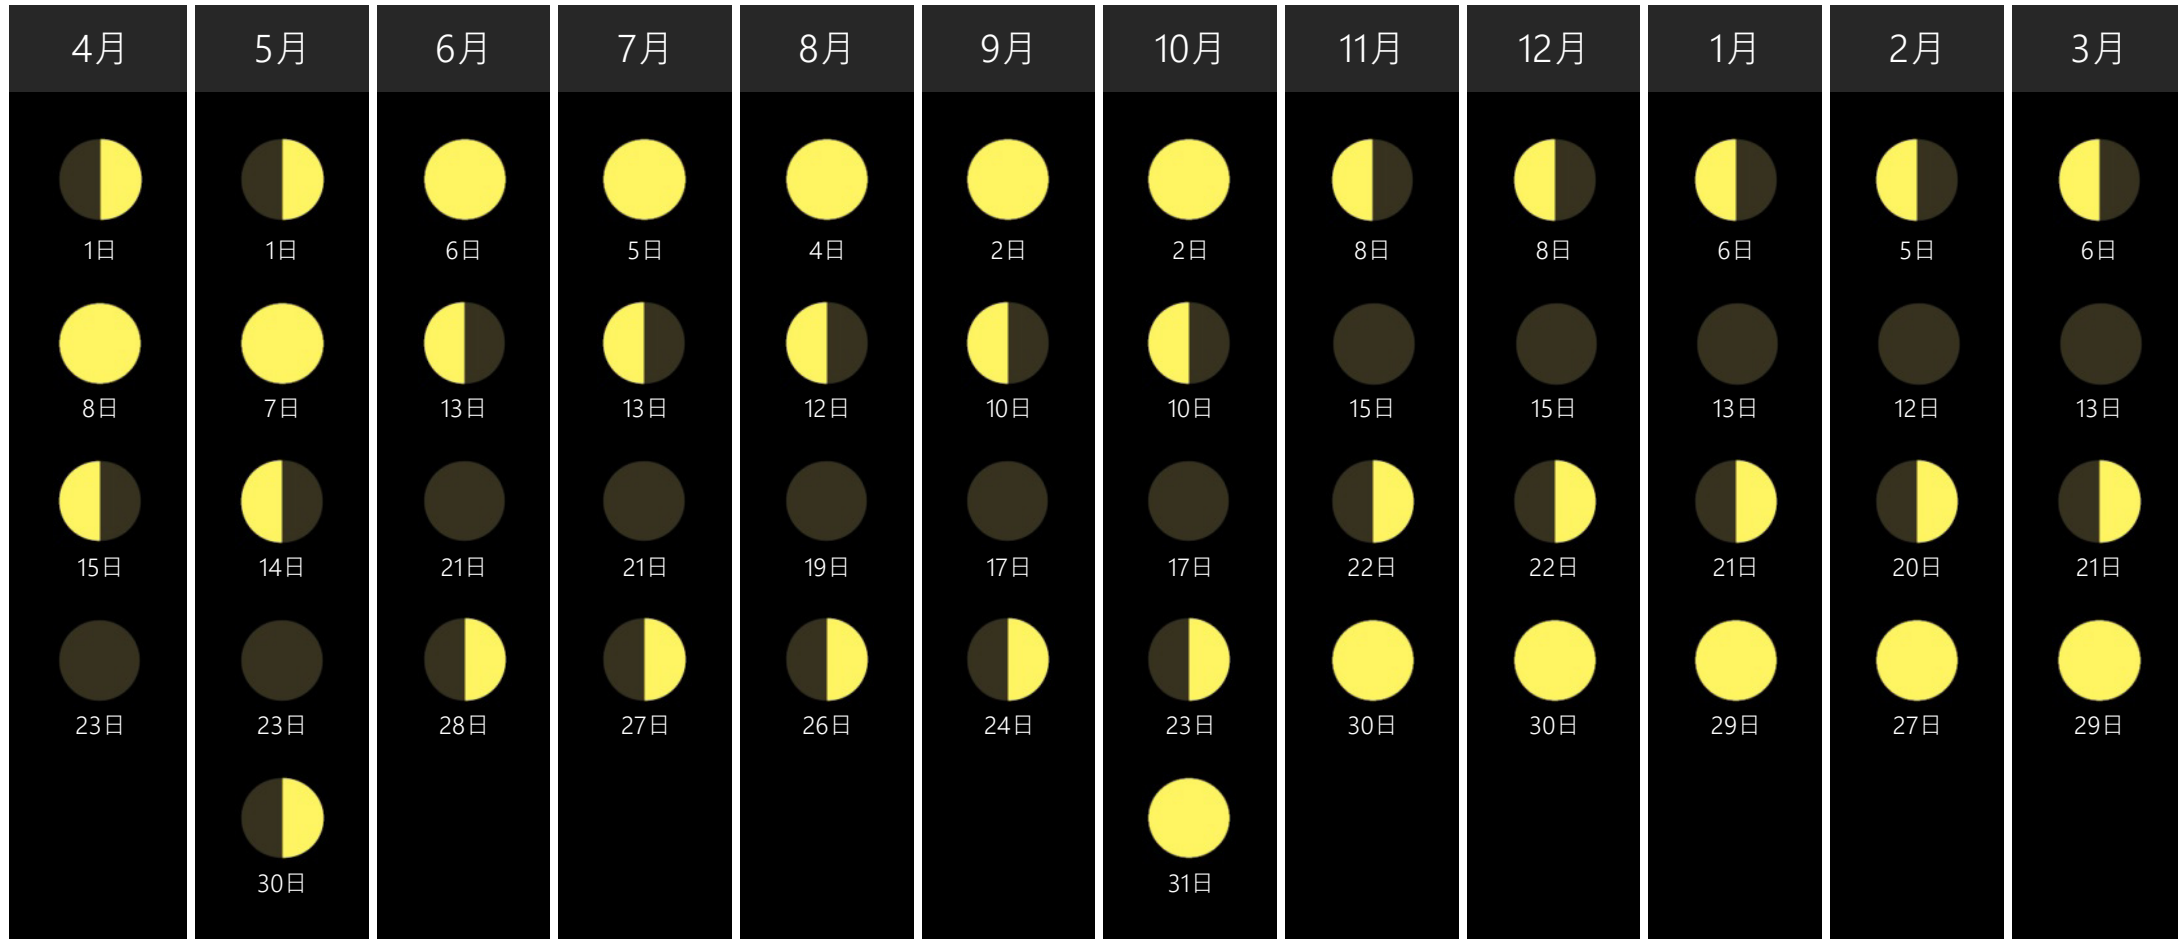 4月 5月 6月 7月 8月 9月 10月 11月 12月 1月 2月 3月
1日 1日 6日 5日 4日 2日 2日 8日 8日 6日 5日 6日
8日 7日 13日 13日 12日 10日 10日 15日 15日 13日 12日 13日
15日 14日 21日 21日 19日 17日 17日 22日 22日 21日 20日 21日
23日 23日 28日 27日 26日 24日 23日 30日 30日 29日 27日 29日
30日 31日